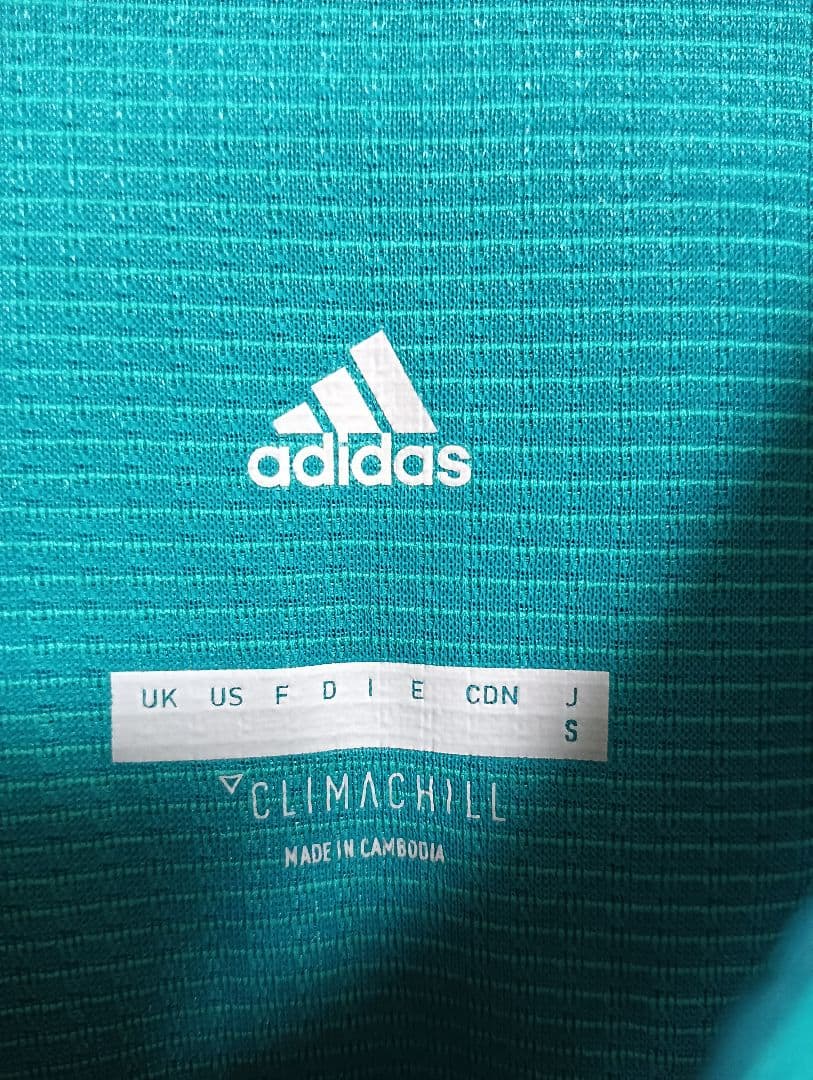 adidas
UK US F D I E CDN J
S
CLIMACHILL
MADE IN CAMBODIA